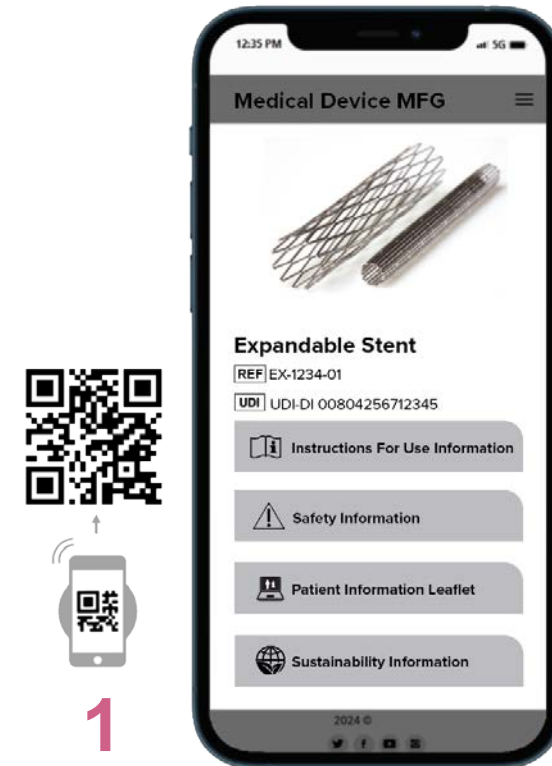 12:35 PM
5G
Medical Device MFG
Expandable Stent
REF EX-1234-01
UDI UDI-DI 00804256712345
Instructions For Use Information
Safety Information
Patient Information Leaflet
Sustainability Information
1
2024 ©